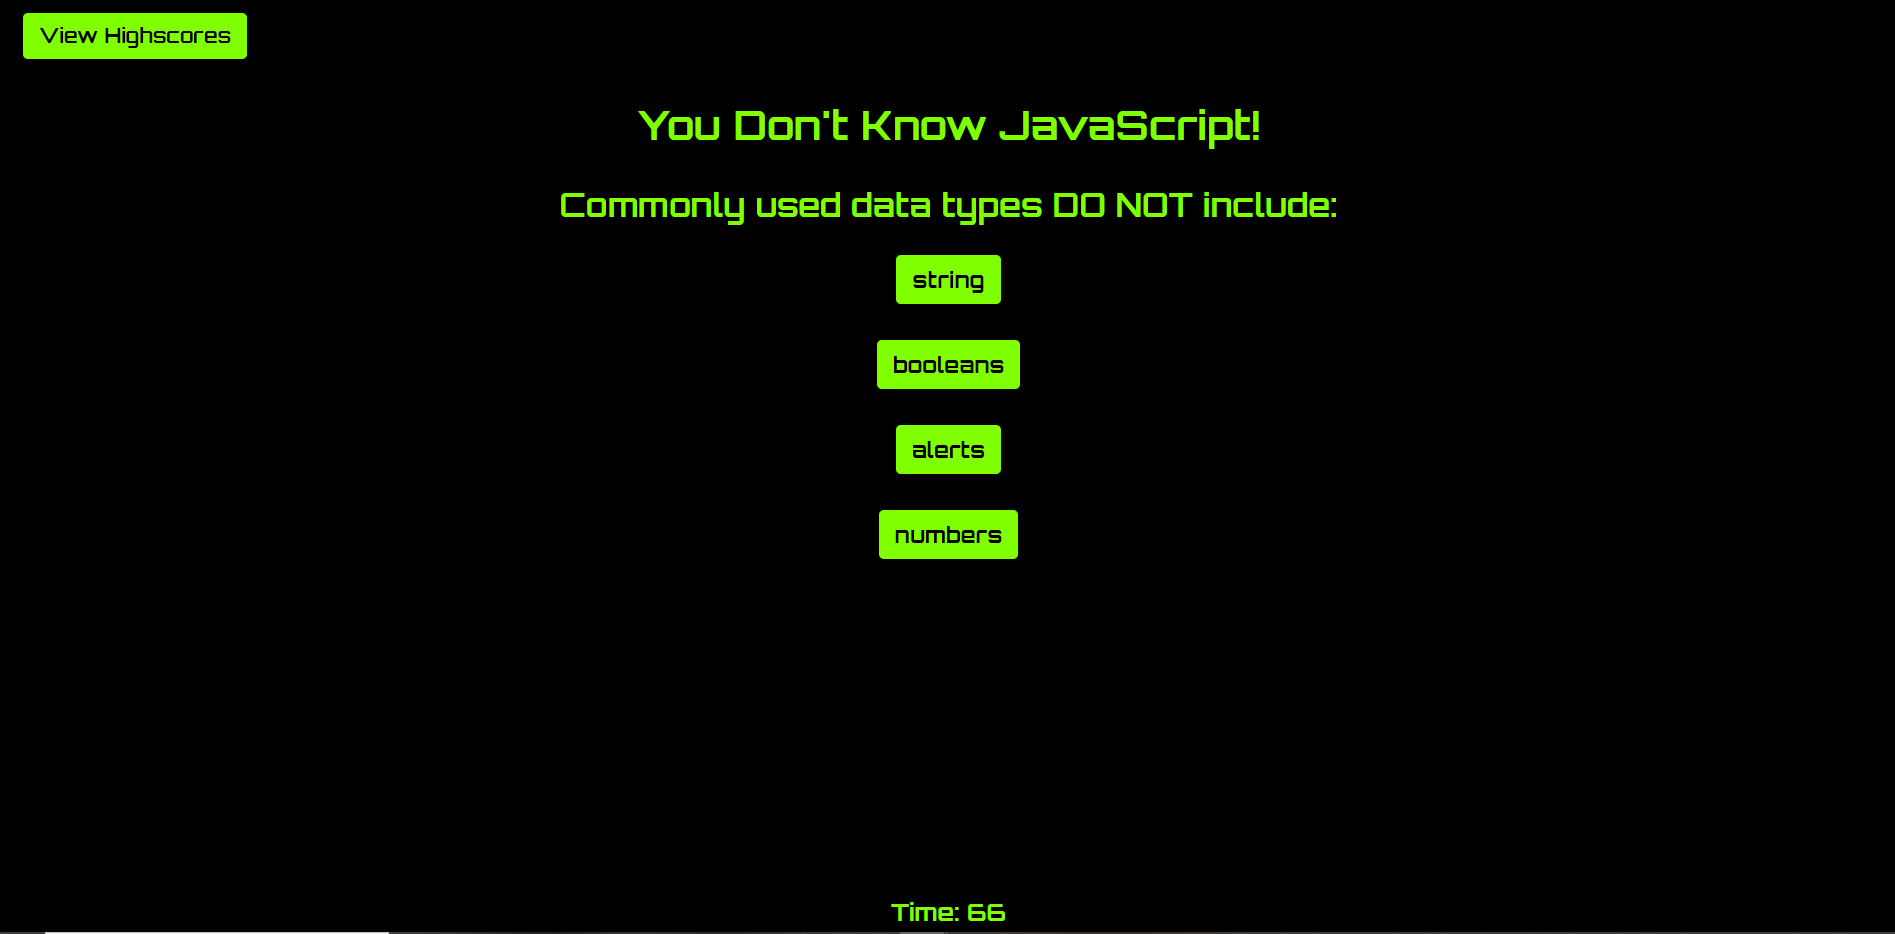 View Highscores
You Don't Know JavaScript!
Commonly used data types DO NOT include:
string
booleans
alerts
numbers
Time: 66